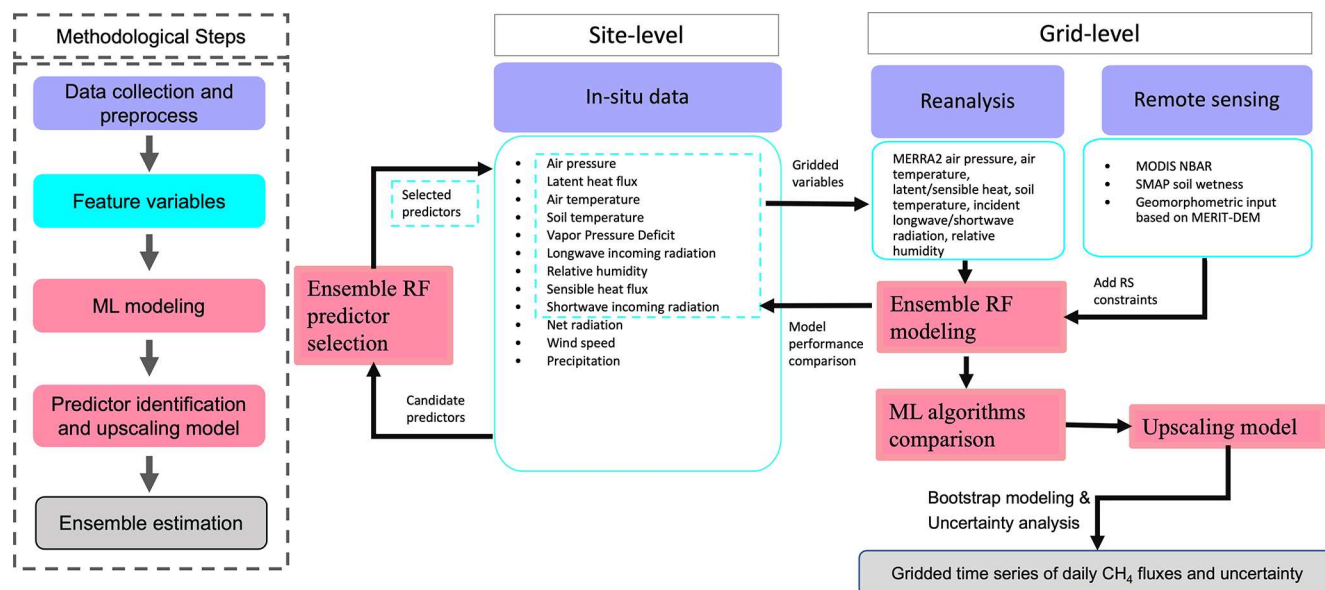 Methodological Steps
Data collection and
preprocess
Feature variables
ML modeling
Predictor identification
and upscaling model
Ensemble estimation
Site-level
In-situ data
Selected
predictors
Ensemble RF
predictor
selection
Candidate
predictors
• Air pressure
• Latent heat flux
• Air temperature
• Soil temperature
• Vapor Pressure Deficit
• Longwave incoming radiation
• Relative humidity
• Sensible heat flux
• Shortwave incoming radiation
• Net radiation
• Wind speed
• Precipitation
Gridded
variables
Model
performance
comparison
Grid-level
Reanalysis
MERRA2 air pressure, air
temperature,
latent/sensible heat, soil
temperature, incident
longwave/shortwave
radiation, relative
humidity
Remote sensing
• MODIS NBAR
• SMAP soil wetness
• Geomorphometric input
based on MERIT-DEM
Add RS
constraints
Ensemble RF
modeling
ML algorithms
comparison
Upscaling model
Bootstrap modeling &
Uncertainty analysis
Gridded time series of daily CH₄ fluxes and uncertainty